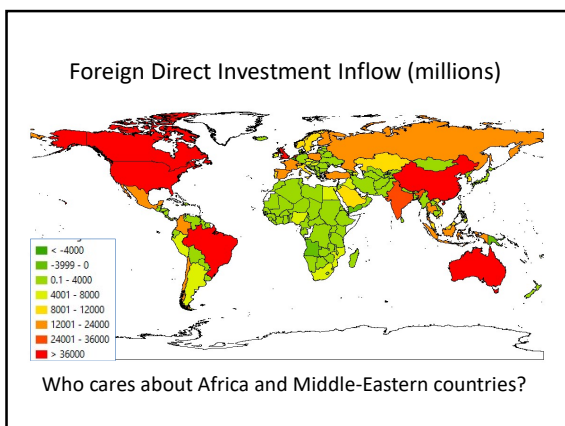 Foreign Direct Investment Inflow (millions)
< -4000
-3999 - 0
0.1 - 4000
4001 - 8000
8001 - 12000
12001 - 24000
24001 - 36000
> 36000
Who cares about Africa and Middle-Eastern countries?